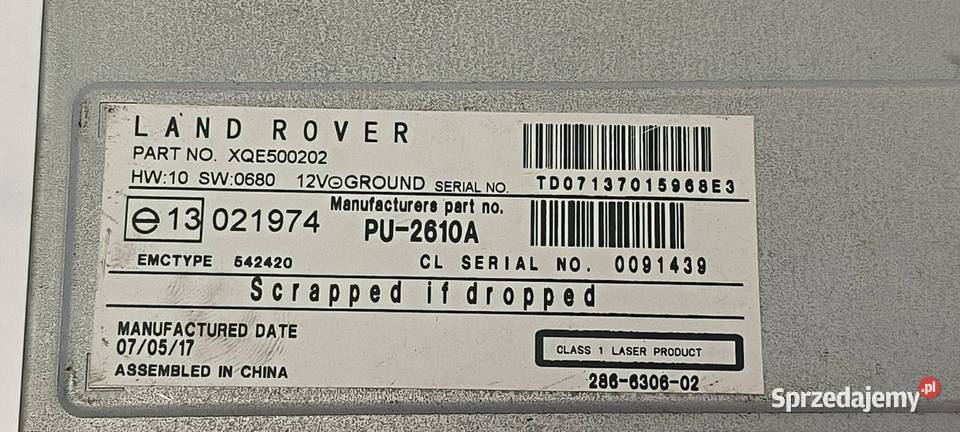 LAND ROVER
PART NO. XQE500202
HW:10 SW:0680 12V⊖GROUND SERIAL NO. TD07137015968E3
e 13 021974 Manufacturers part no.
PU-2610A
EMCTYPE 542420 CL SERIAL NO. 0091439
Scrapped if dropped
MANUFACTURED DATE
07/05/17
CLASS 1 LASER PRODUCT
ASSEMBLED IN CHINA
286-6306-02
Sprzedajemy.pl